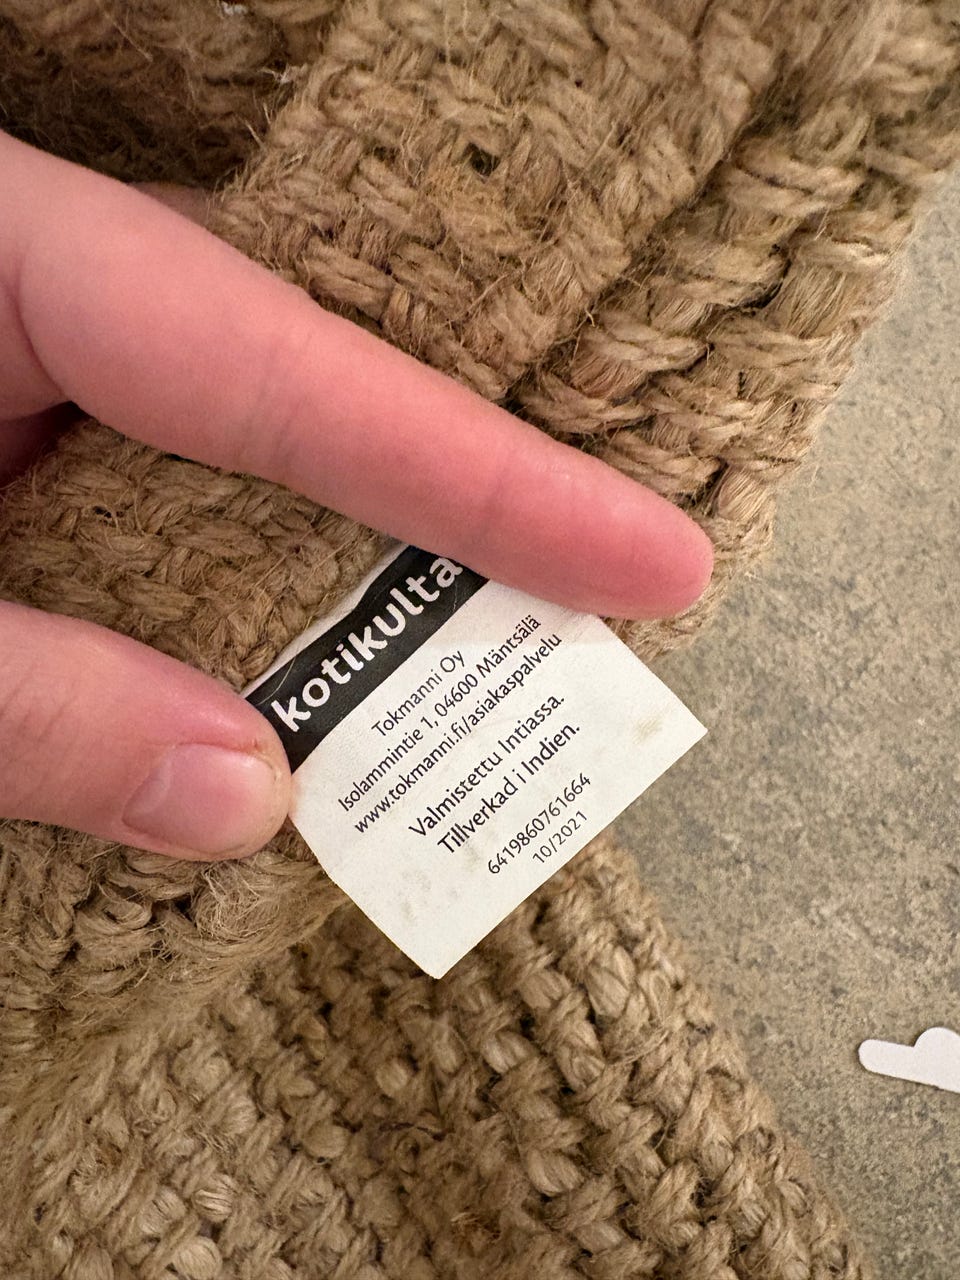 kotikulta
Tokmanni Oy
Isolammintie 1, 04600 Mäntsälä
www.tokmanni.fi/asiakaspalvelu
Valmistettu Intiassa.
Tillverkad i Indien.
6419860761664
10/2021